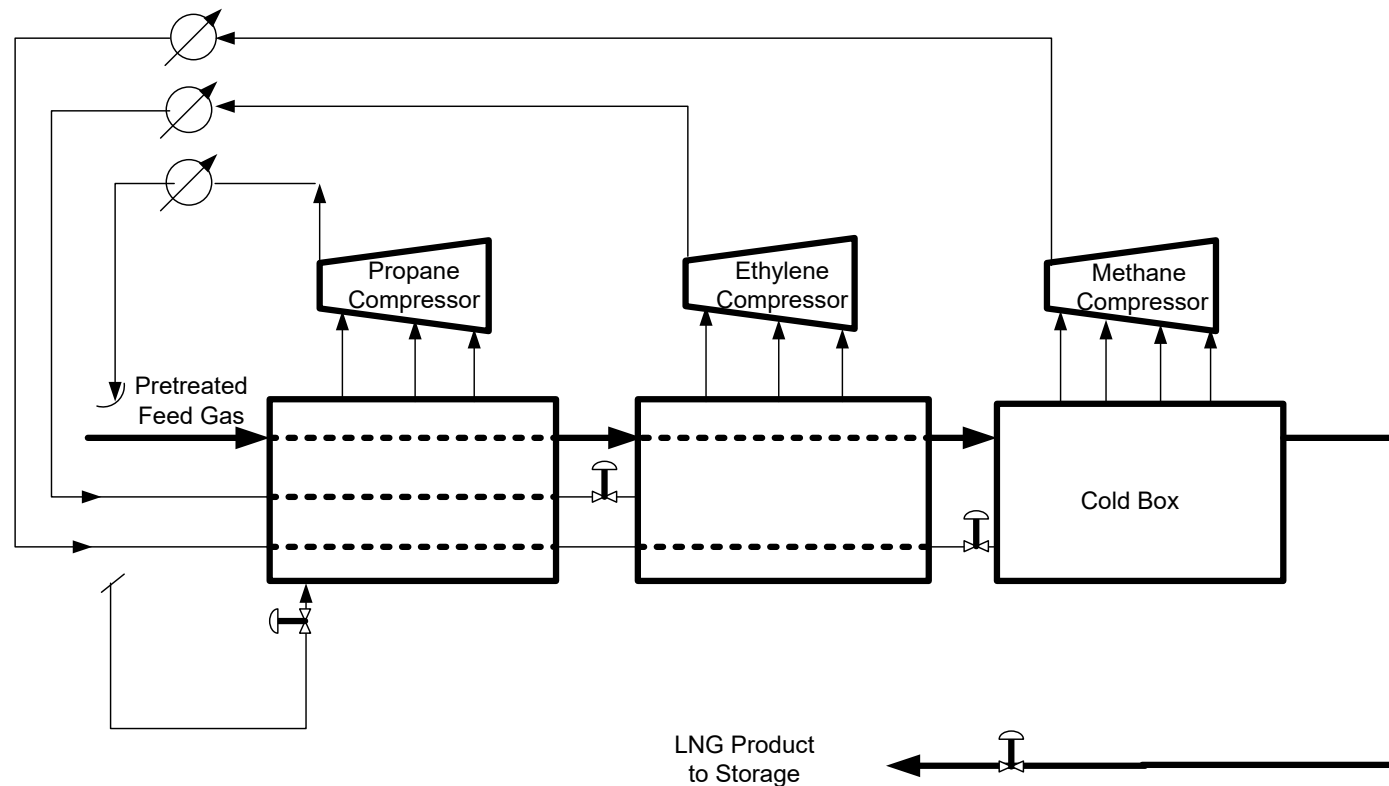 Propane
Compressor
Ethylene
Compressor
Methane
Compressor
Pretreated
Feed Gas
Cold Box
LNG Product
to Storage